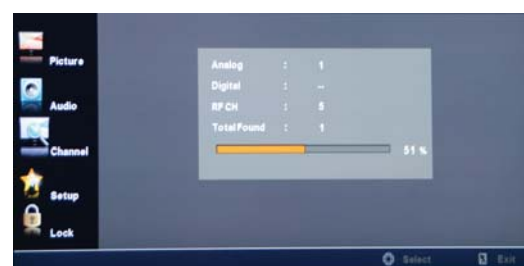 Picture
Audio
Channel
Setup
Lock
Analog : 1
Digital : --
RF CH : 5
Total Found : 1
51 %
Select Exit